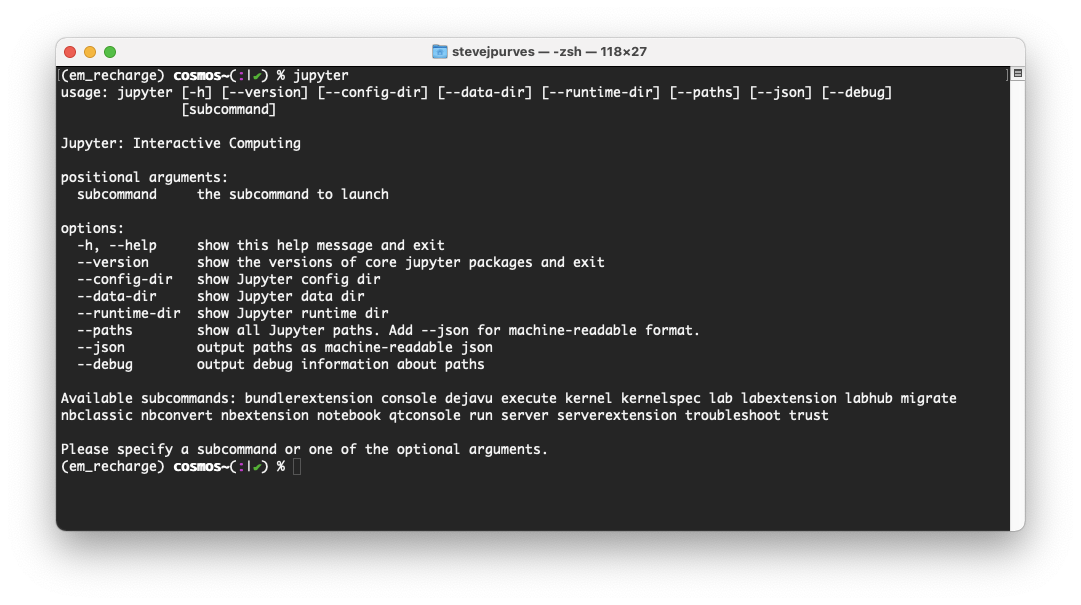 stevejpurves — -zsh — 118×27
[(em_recharge) cosmos~(:|✔) % jupyter ]
usage: jupyter [-h] [--version] [--config-dir] [--data-dir] [--runtime-dir] [--paths] [--json] [--debug]
               [subcommand]

Jupyter: Interactive Computing

positional arguments:
  subcommand     the subcommand to launch

options:
  -h, --help     show this help message and exit
  --version      show the versions of core jupyter packages and exit
  --config-dir   show Jupyter config dir
  --data-dir     show Jupyter data dir
  --runtime-dir  show Jupyter runtime dir
  --paths        show all Jupyter paths. Add --json for machine-readable format.
  --json         output paths as machine-readable json
  --debug        output debug information about paths

Available subcommands: bundlerextension console dejavu execute kernel kernelspec lab labextension labhub migrate
nbclassic nbconvert nbextension notebook qtconsole run server serverextension troubleshoot trust

Please specify a subcommand or one of the optional arguments.
(em_recharge) cosmos~(:|✔) %